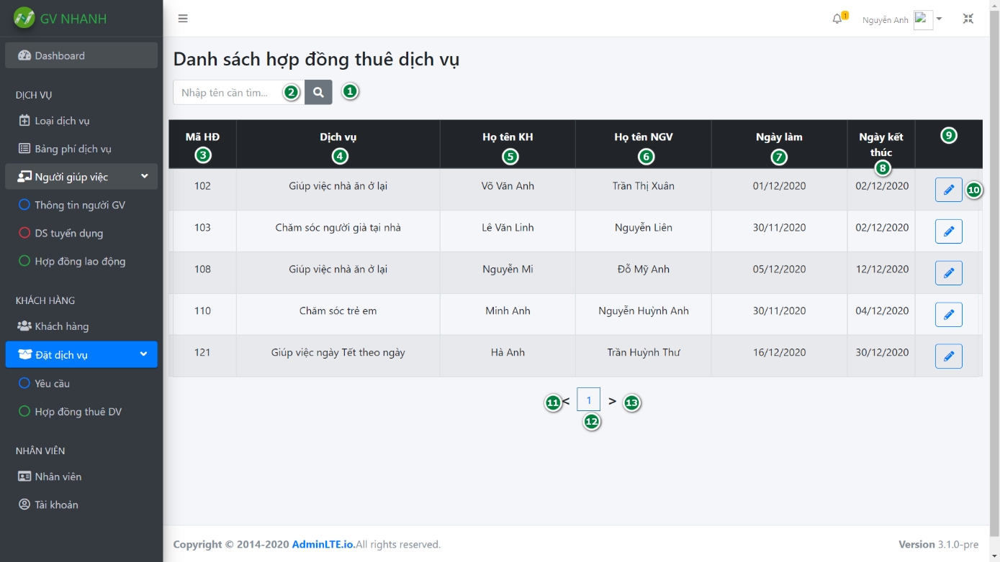 GV NHANH
1
Nguyễn Anh
Dashboard
DỊCH VỤ
Loại dịch vụ
Bảng phí dịch vụ
Người giúp việc
Thông tin người GV
DS tuyển dụng
Hợp đồng lao động
KHÁCH HÀNG
Khách hàng
Đặt dịch vụ
Yêu cầu
Hợp đồng thuê DV
NHÂN VIÊN
Nhân viên
Tài khoản
Danh sách hợp đồng thuê dịch vụ
Nhập tên cần tìm... 2 1
Mã HĐ Dịch vụ Họ tên KH Họ tên NGV Ngày làm Ngày kết 9
thúc
3 4 5 6 7 8
102 Giúp việc nhà ăn ở lại Võ Văn Anh Trần Thị Xuân 01/12/2020 02/12/2020 10
103 Chăm sóc người già tại nhà Lê Văn Linh Nguyễn Liên 30/11/2020 02/12/2020
108 Giúp việc nhà ăn ở lại Nguyễn Mi Đỗ Mỹ Anh 05/12/2020 12/12/2020
110 Chăm sóc trẻ em Minh Anh Nguyễn Huỳnh Anh 30/11/2020 04/12/2020
121 Giúp việc ngày Tết theo ngày Hà Anh Trần Huỳnh Thư 16/12/2020 30/12/2020
11 < 1 > 13
12
Copyright © 2014-2020 AdminLTE.io.All rights reserved.
Version 3.1.0-pre